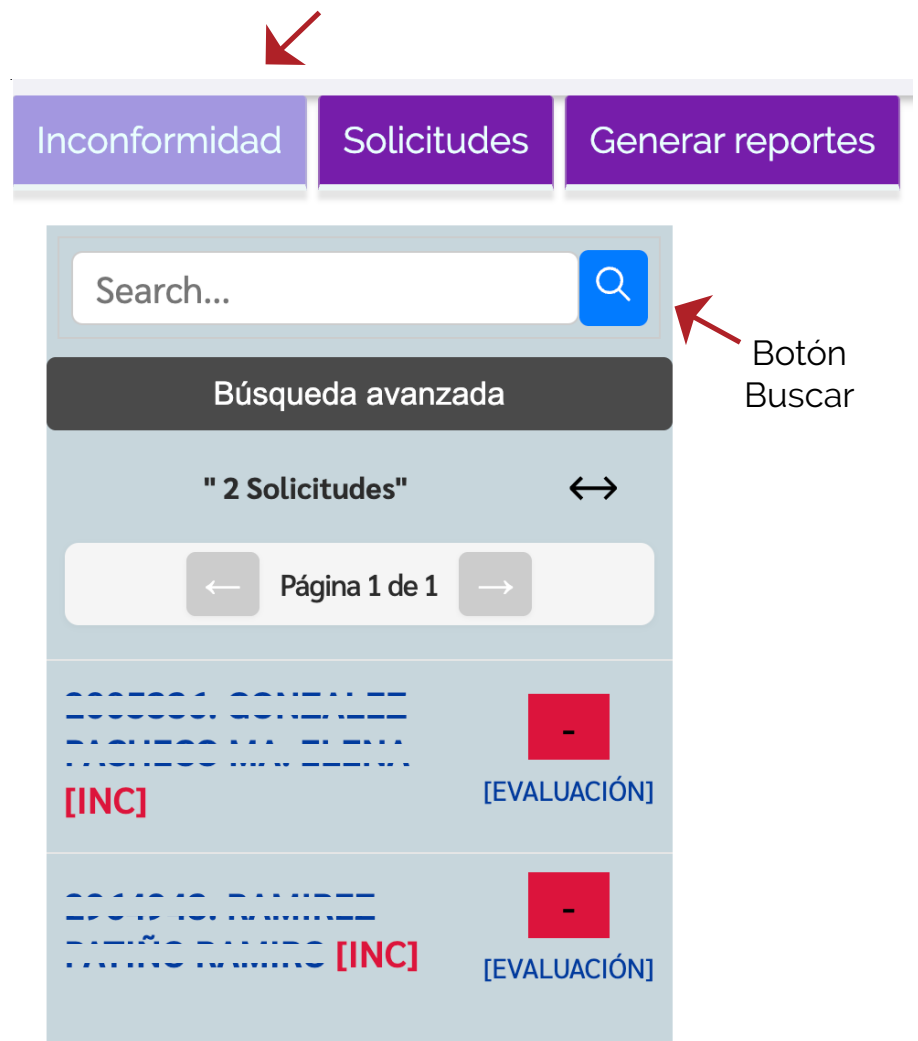 Inconformidad
Solicitudes
Generar reportes
Search...
Botón
Buscar
Búsqueda avanzada
" 2 Solicitudes"
← Página 1 de 1 →
-
[INC]
[EVALUACIÓN]
-
[INC]
[EVALUACIÓN]